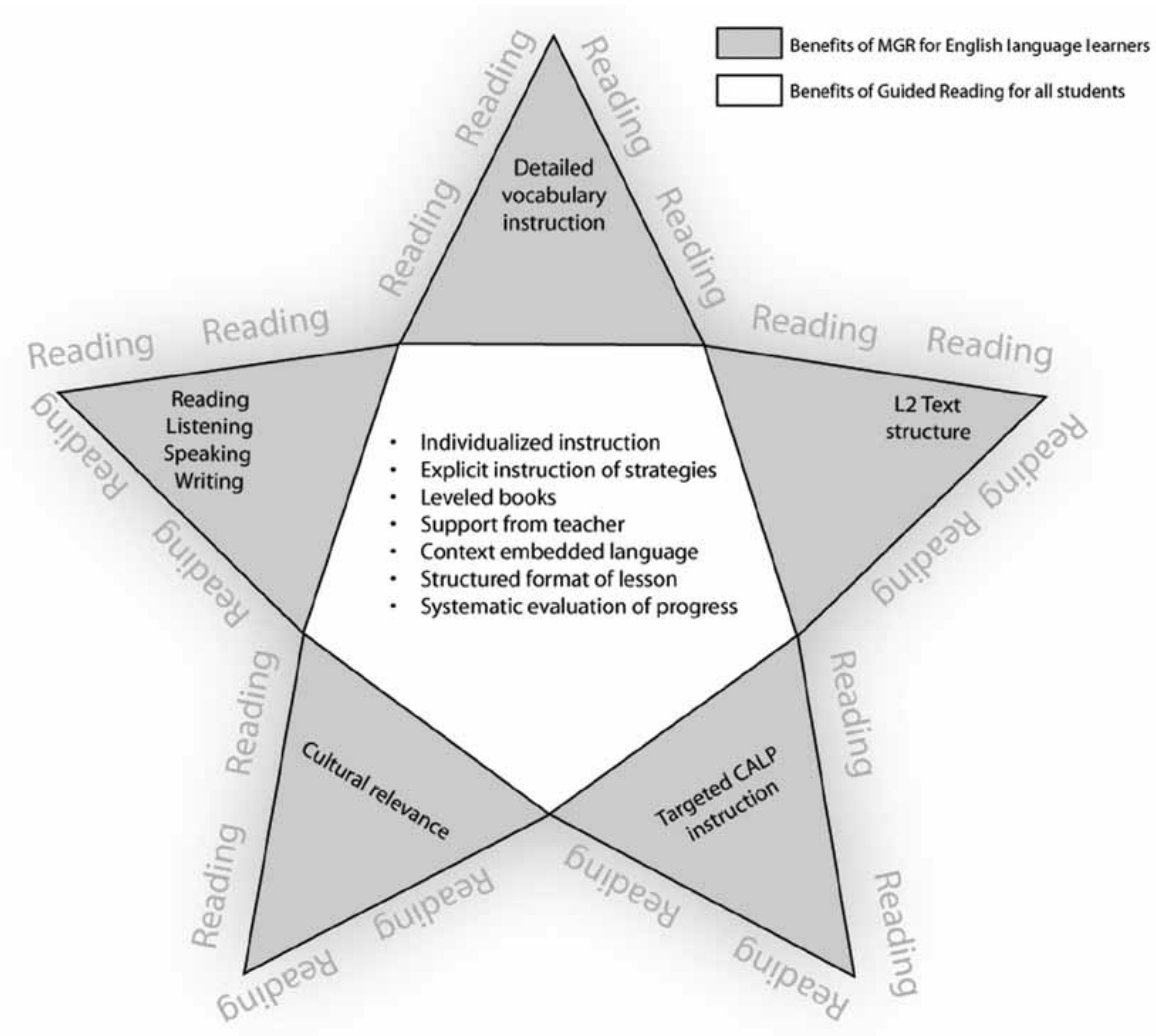 Benefits of MGR for English language learners
Benefits of Guided Reading for all students
Reading
Reading
Reading
Reading
Detailed
vocabulary
instruction
Reading
Reading
Reading
Reading
Reading
Listening
Speaking
Writing
L2 Text
structure
Reading
Reading
Reading
Reading
• Individualized instruction
• Explicit instruction of strategies
• Leveled books
• Support from teacher
• Context embedded language
• Structured format of lesson
• Systematic evaluation of progress
Reading
Reading
Cultural relevance
Targeted CALP
instruction
Reading
Reading
Reading
Reading
Reading
Reading